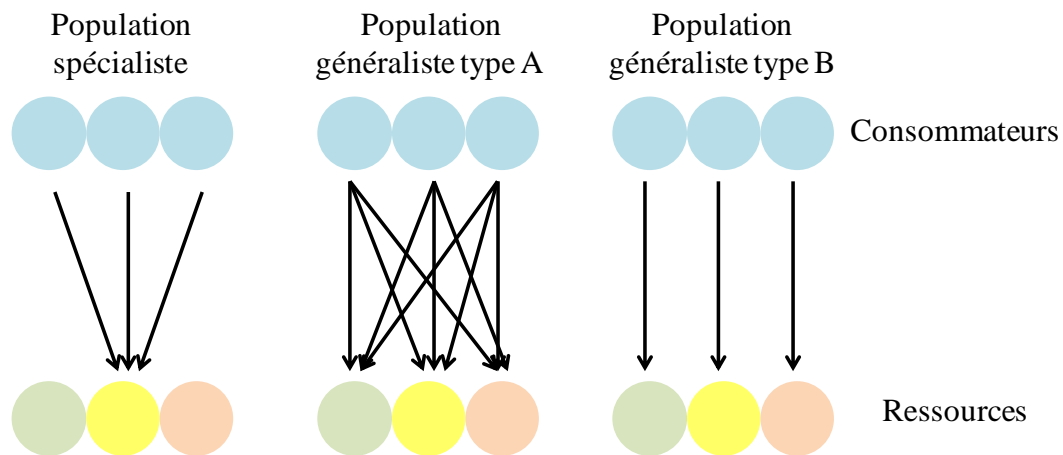 Population
spécialiste
Population
généraliste type A
Population
généraliste type B
Consommateurs
Ressources